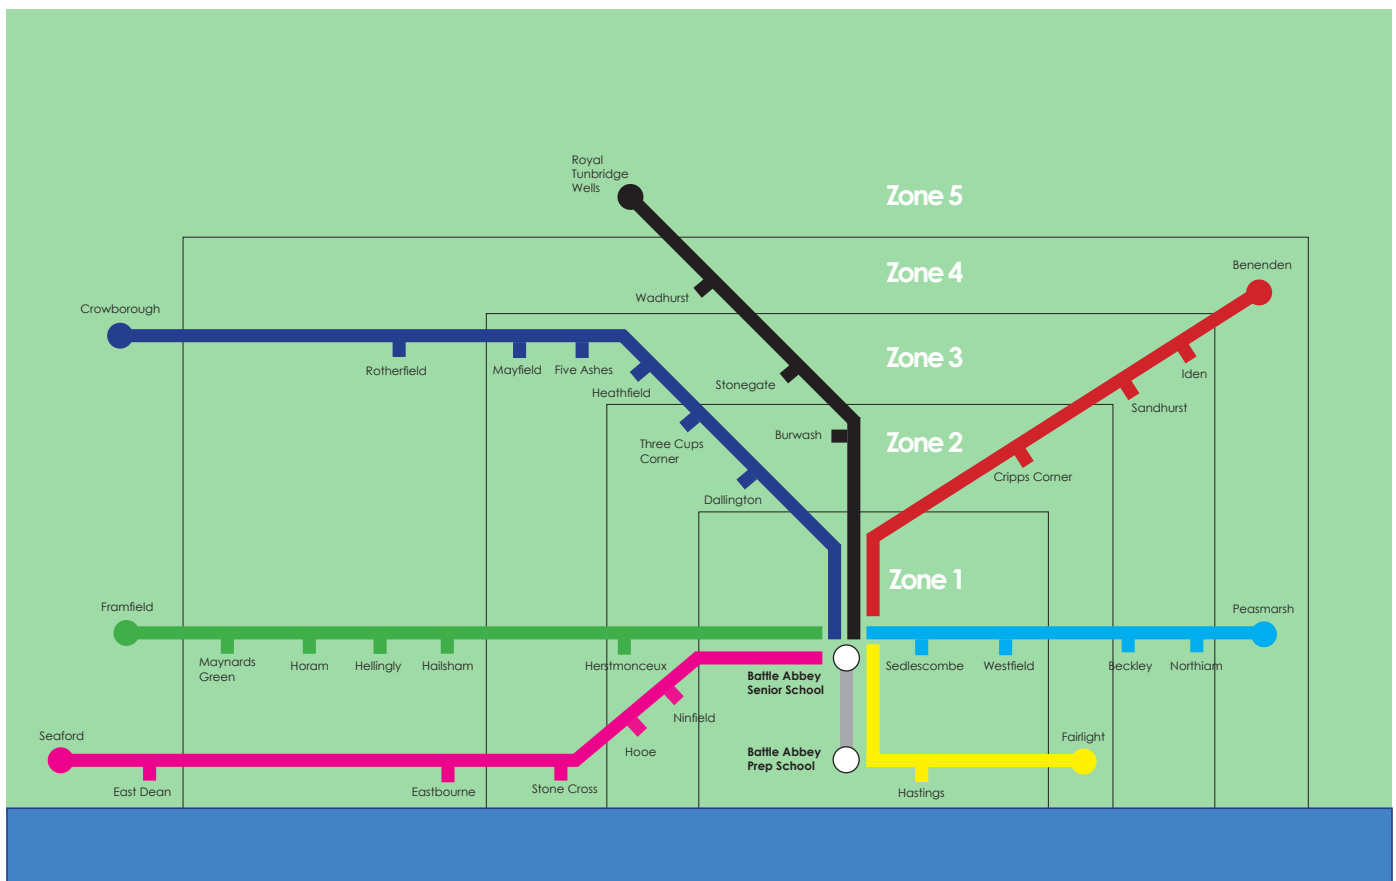 Royal
Tunbridge
Wells
Zone 5
Zone 4
Benenden
Wadhurst
Crowborough
Zone 3
Rotherfield
Mayfield
Five Ashes
Iden
Stonegate
Heathfield
Sandhurst
Burwash
Zone 2
Three Cups
Corner
Cripps Corner
Dallington
Zone 1
Framfield
Peasmarsh
Maynards
Green
Horam
Hellingly
Hailsham
Herstmonceux
Sedlescombe
Westfield
Beckley
Northiam
Battle Abbey
Senior School
Ninfield
Seaford
Hooe
Battle Abbey
Prep School
Fairlight
East Dean
Eastbourne
Stone Cross
Hastings